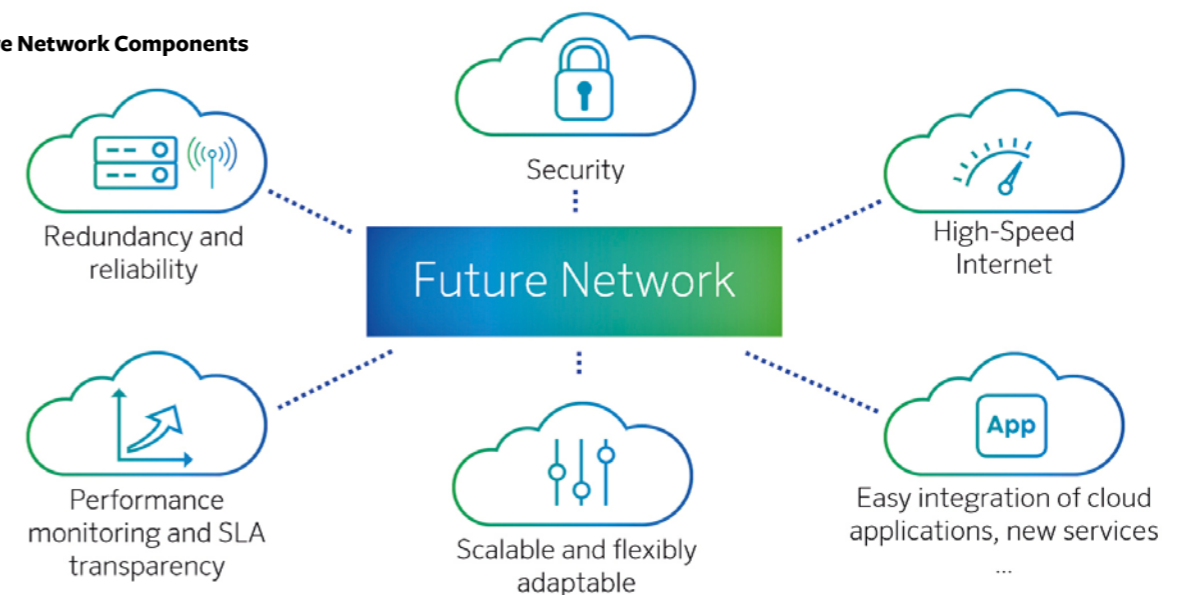 re Network Components
Security
Redundancy and
reliability
High-Speed
Internet
Future Network
Performance
monitoring and SLA
transparency
Scalable and flexibly
adaptable
App
Easy integration of cloud
applications, new services
...